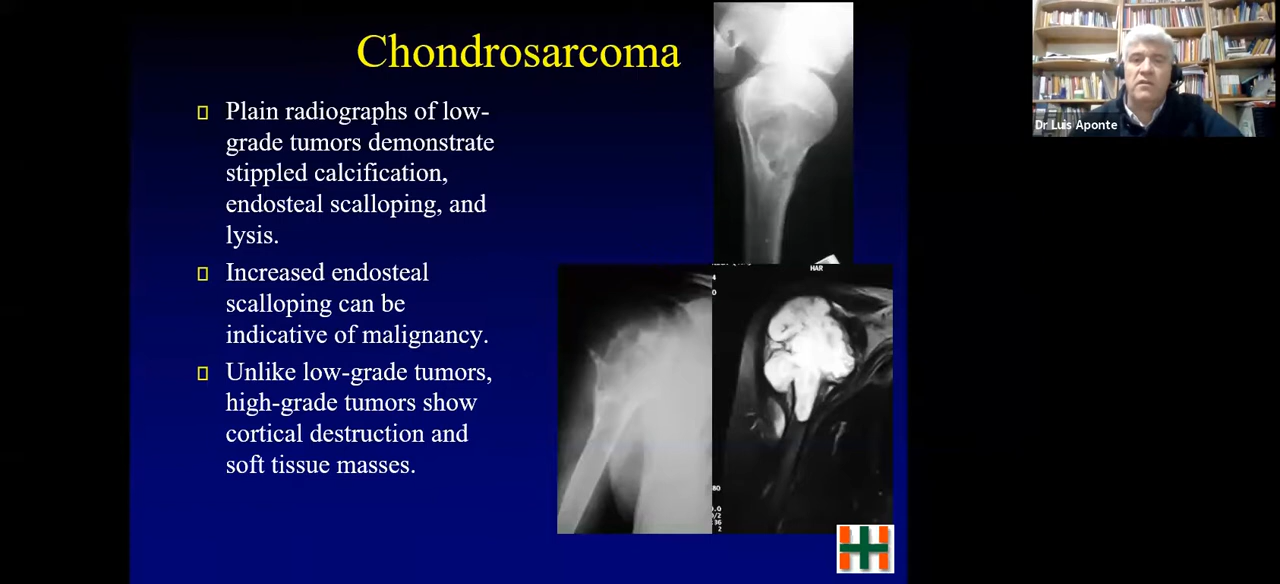 Chondrosarcoma
Plain radiographs of low-
grade tumors demonstrate
stippled calcification,
endosteal scalloping, and
lysis.
Increased endosteal
scalloping can be
indicative of malignancy.
Unlike low-grade tumors,
high-grade tumors show
cortical destruction and
soft tissue masses.
HAR
Dr Luis Aponte